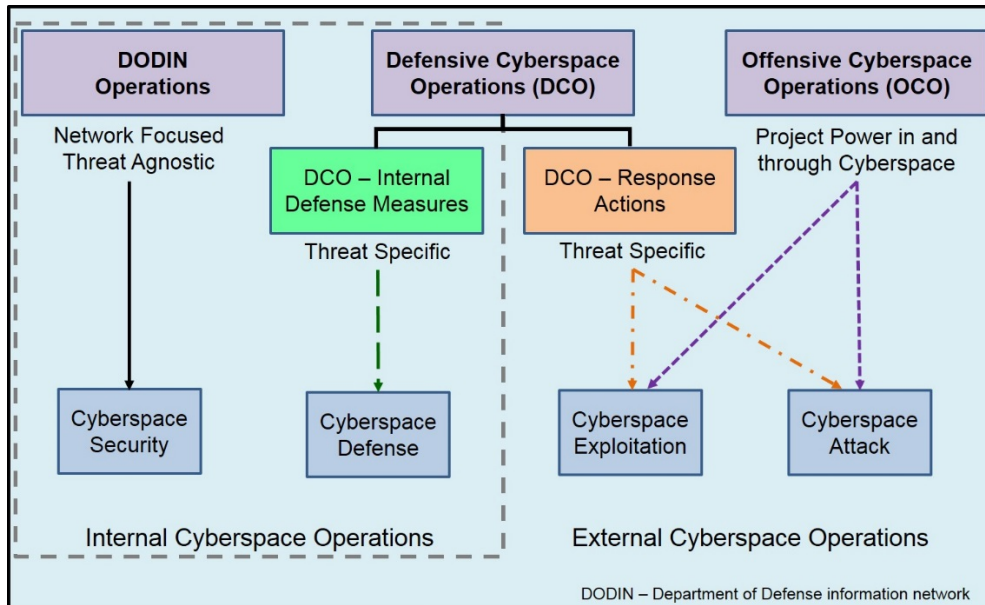 DODIN
Operations
Defensive Cyberspace
Operations (DCO)
Offensive Cyberspace
Operations (OCO)
Network Focused
Threat Agnostic
Project Power in and
through Cyberspace
DCO – Internal
Defense Measures
DCO – Response
Actions
Threat Specific
Threat Specific
Cyberspace
Security
Cyberspace
Defense
Cyberspace
Exploitation
Cyberspace
Attack
Internal Cyberspace Operations
External Cyberspace Operations
DODIN – Department of Defense information network